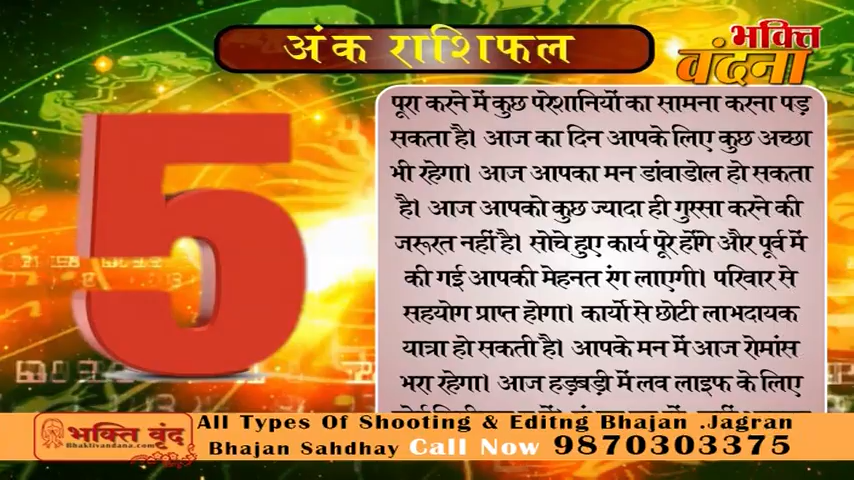 अंक राशिफल
भक्ति
वंदना
5
पूरा करने में कुछ परेशानियों का सामना करना पड़
सकता है। आज का दिन आपके लिए कुछ अच्छा
भी रहेगा। आज आपका मन डांवाडोल हो सकता
है। आज आपको कुछ ज्यादा ही गुस्सा करने की
जरूरत नहीं है। सोचे हुए कार्य पूरे होंगे और पूर्व में
की गई आपकी मेहनत रंग लाएगी। परिवार से
सहयोग प्राप्त होगा। कार्यो से छोटी लाभदायक
यात्रा हो सकती है। आपके मन में आज रोमांस
भरा रहेगा। आज हड़बड़ी में लव लाइफ के लिए
भक्ति वृंद
Bhaktivandana.com
All Types Of Shooting & Editng Bhajan .Jagran
Bhajan Sahdhay Call Now 9870303375